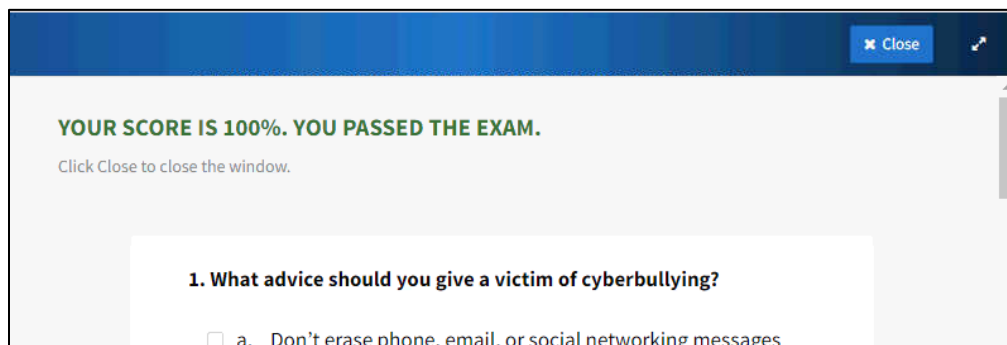 ✖ Close
YOUR SCORE IS 100%. YOU PASSED THE EXAM.
Click Close to close the window.
1. What advice should you give a victim of cyberbullying?
a. Don't erase phone, email, or social networking messages